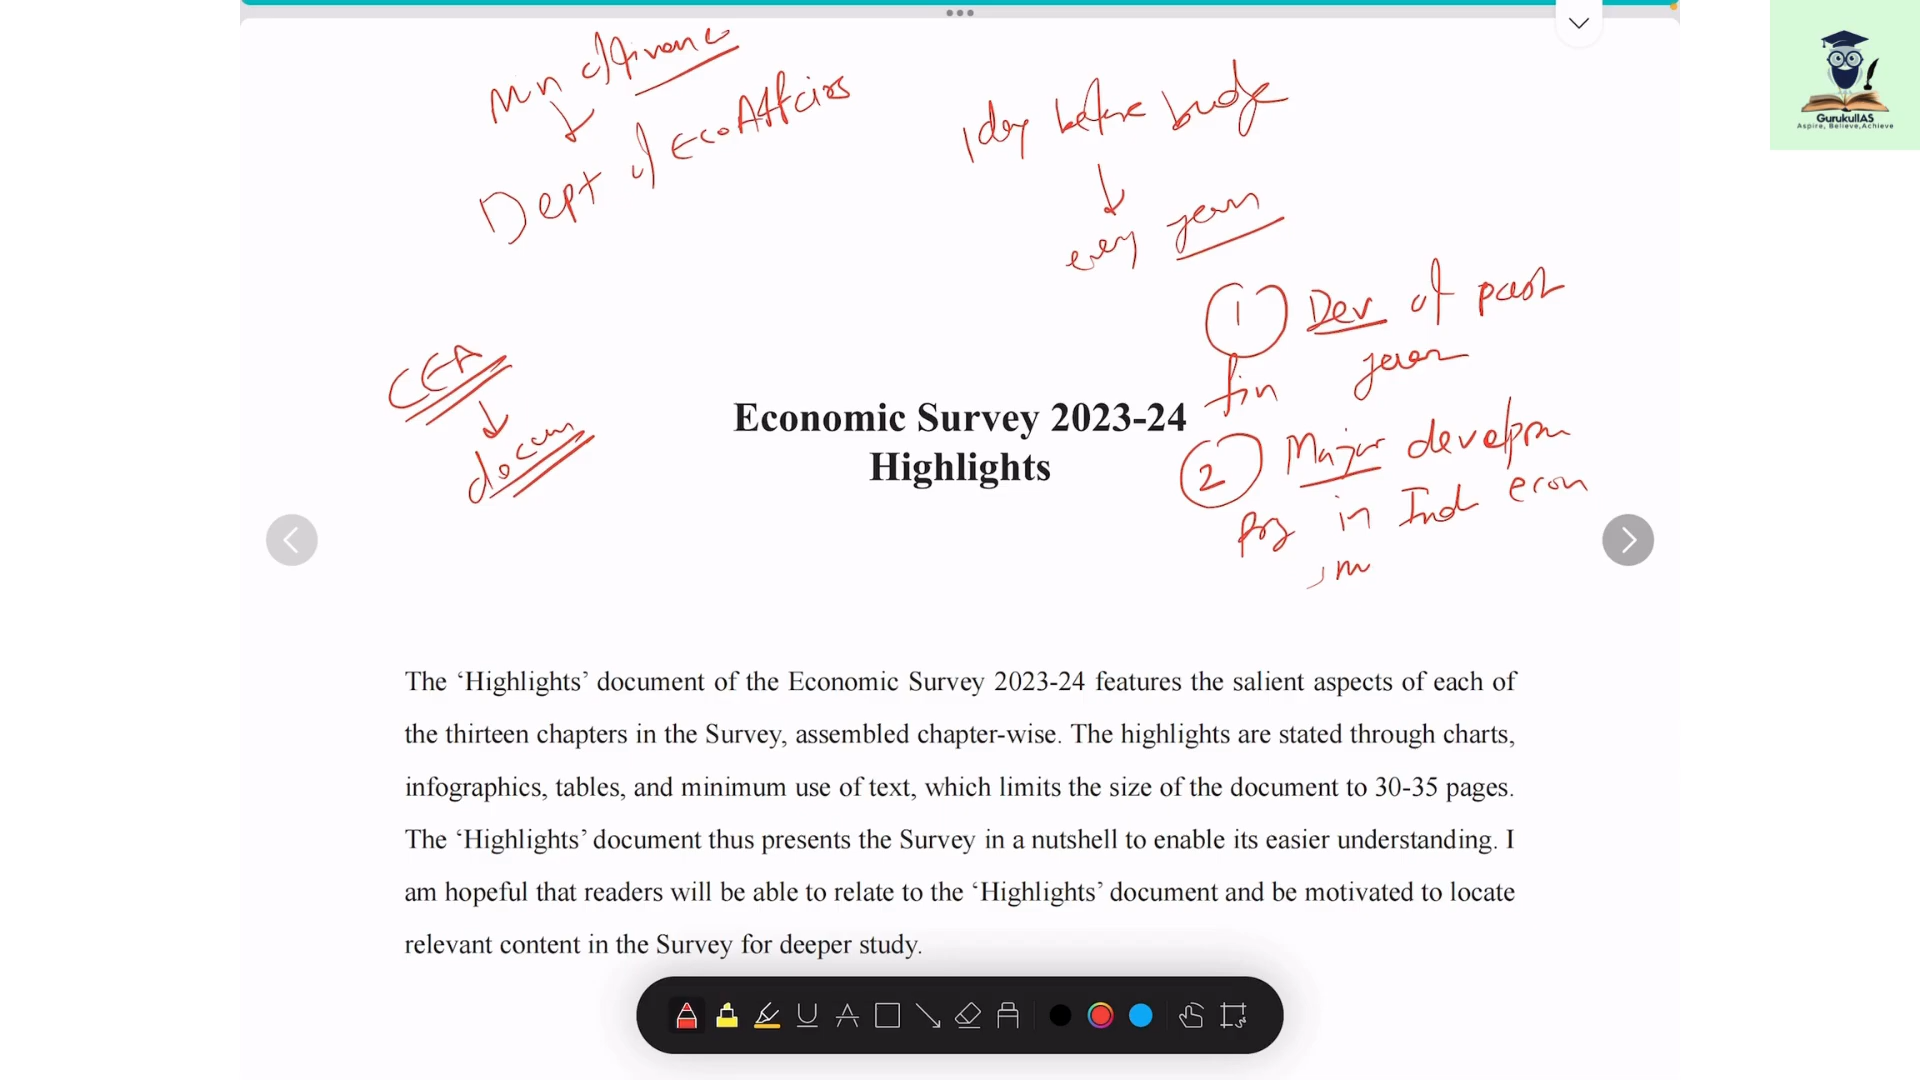 Min of Finance
Dept of Eco Affairs
1 day before budge
every years
1 Dev of past
fin year
CEA
docum
Economic Survey 2023-24
Highlights
2 Major developm
in Ind econ
The ‘Highlights’ document of the Economic Survey 2023-24 features the salient aspects of each of
the thirteen chapters in the Survey, assembled chapter-wise. The highlights are stated through charts,
infographics, tables, and minimum use of text, which limits the size of the document to 30-35 pages.
The ‘Highlights’ document thus presents the Survey in a nutshell to enable its easier understanding. I
am hopeful that readers will be able to relate to the ‘Highlights’ document and be motivated to locate
relevant content in the Survey for deeper study.
GurukulIAS
Aspire, Believe,Achieve